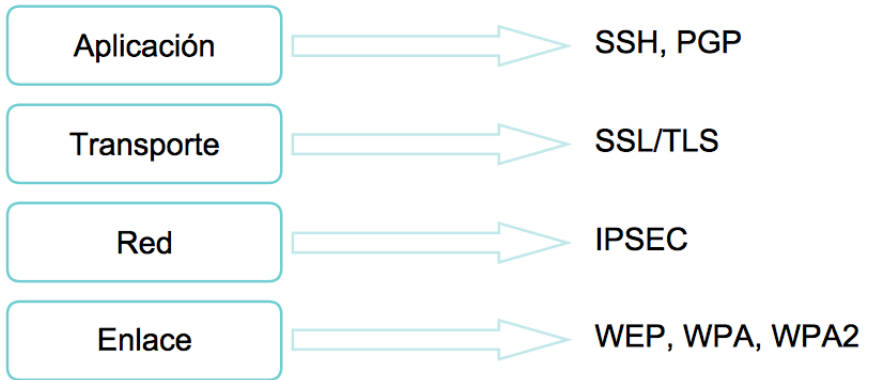 Aplicación SSH, PGP
Transporte SSL/TLS
Red IPSEC
Enlace WEP, WPA, WPA2